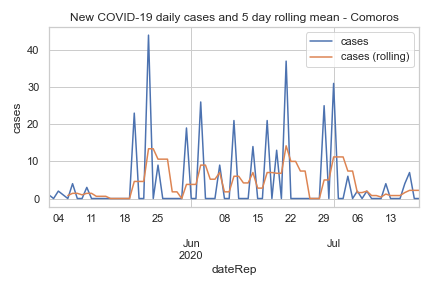 New COVID-19 daily cases and 5 day rolling mean - Comoros
cases
cases (rolling)
cases
40
30
20
10
0
04 11 18 25 08 15 22 29 06 13
Jun Jul
2020
dateRep